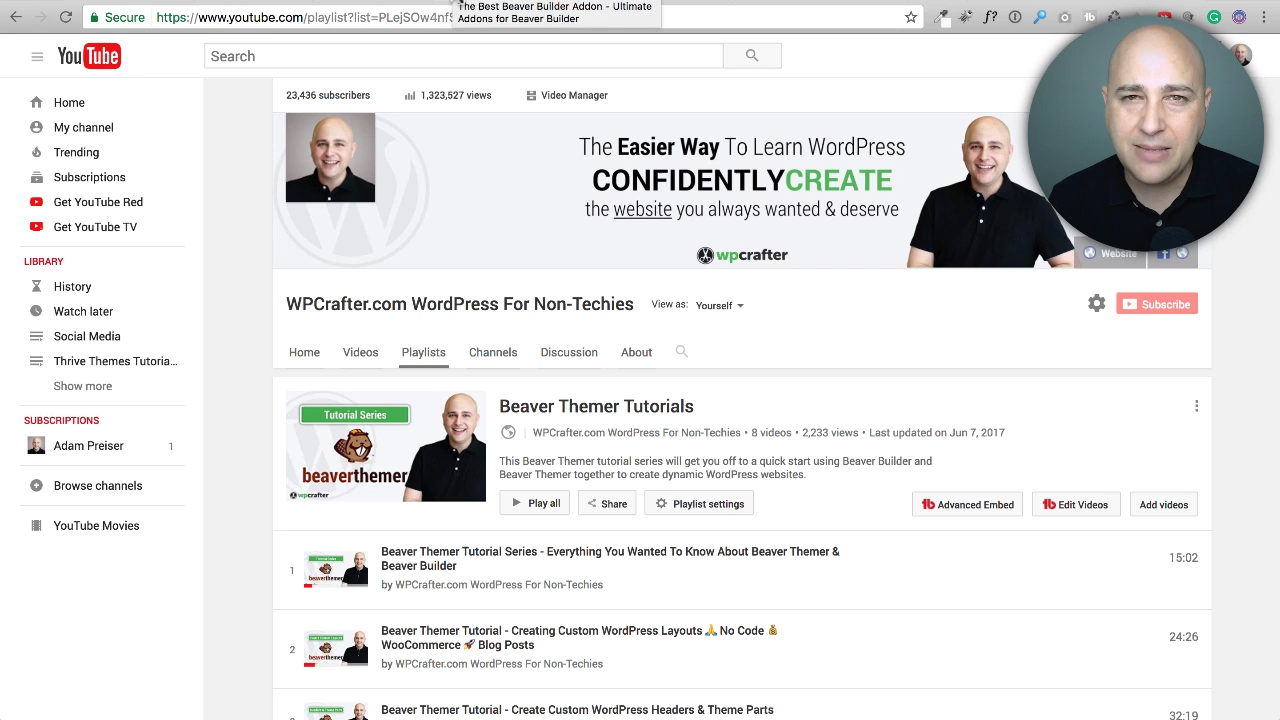 The Best Beaver Builder Addon - Ultimate
Addons for Beaver Builder
Secure
https://www.youtube.com/playlist?list=PLejSOw4nfS
YouTube
Search
23,436 subscribers
1,323,527 views
Video Manager
Home
My channel
Trending
Subscriptions
Get YouTube Red
Get YouTube TV
LIBRARY
History
Watch later
Social Media
Thrive Themes Tutoria...
Show more
SUBSCRIPTIONS
Adam Preiser 1
Browse channels
YouTube Movies
The Easier Way To Learn WordPress
CONFIDENTLYCREATE
the website you always wanted & deserve
wpcrafter
Website
WPCrafter.com WordPress For Non-Techies
View as: Yourself
Subscribe
Home Videos Playlists Channels Discussion About
Tutorial Series
beaverthemer
wpcrafter
Beaver Themer Tutorials
WPCrafter.com WordPress For Non-Techies • 8 videos • 2,233 views • Last updated on Jun 7, 2017
This Beaver Themer tutorial series will get you off to a quick start using Beaver Builder and
Beaver Themer together to create dynamic WordPress websites.
Play all
Share
Playlist settings
Advanced Embed
Edit Videos
Add videos
1
Beaver Themer Tutorial Series - Everything You Wanted To Know About Beaver Themer &
Beaver Builder
by WPCrafter.com WordPress For Non-Techies
15:02
2
Beaver Themer Tutorial - Creating Custom WordPress Layouts 🙏 No Code 💰
WooCommerce 🚀 Blog Posts
by WPCrafter.com WordPress For Non-Techies
24:26
Beaver Themer Tutorial - Create Custom WordPress Headers & Theme Parts
32:19